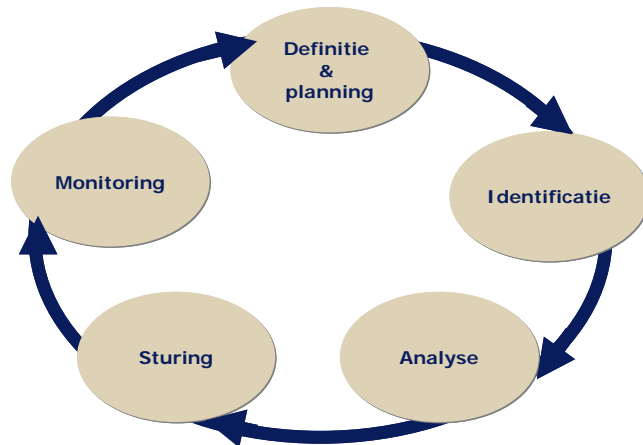 Definitie
&
planning
Identificatie
Analyse
Sturing
Monitoring